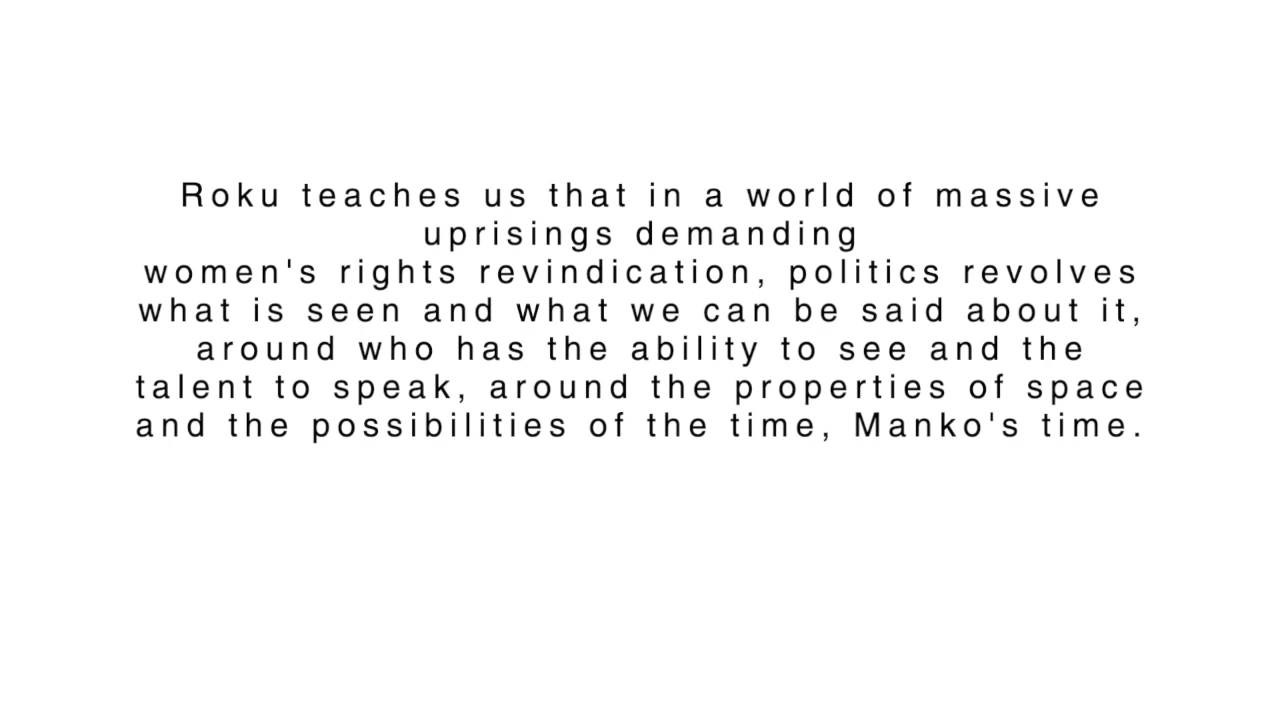 Roku teaches us that in a world of massive
uprisings demanding
women's rights revindication, politics revolves
what is seen and what we can be said about it,
around who has the ability to see and the
talent to speak, around the properties of space
and the possibilities of the time, Manko's time.